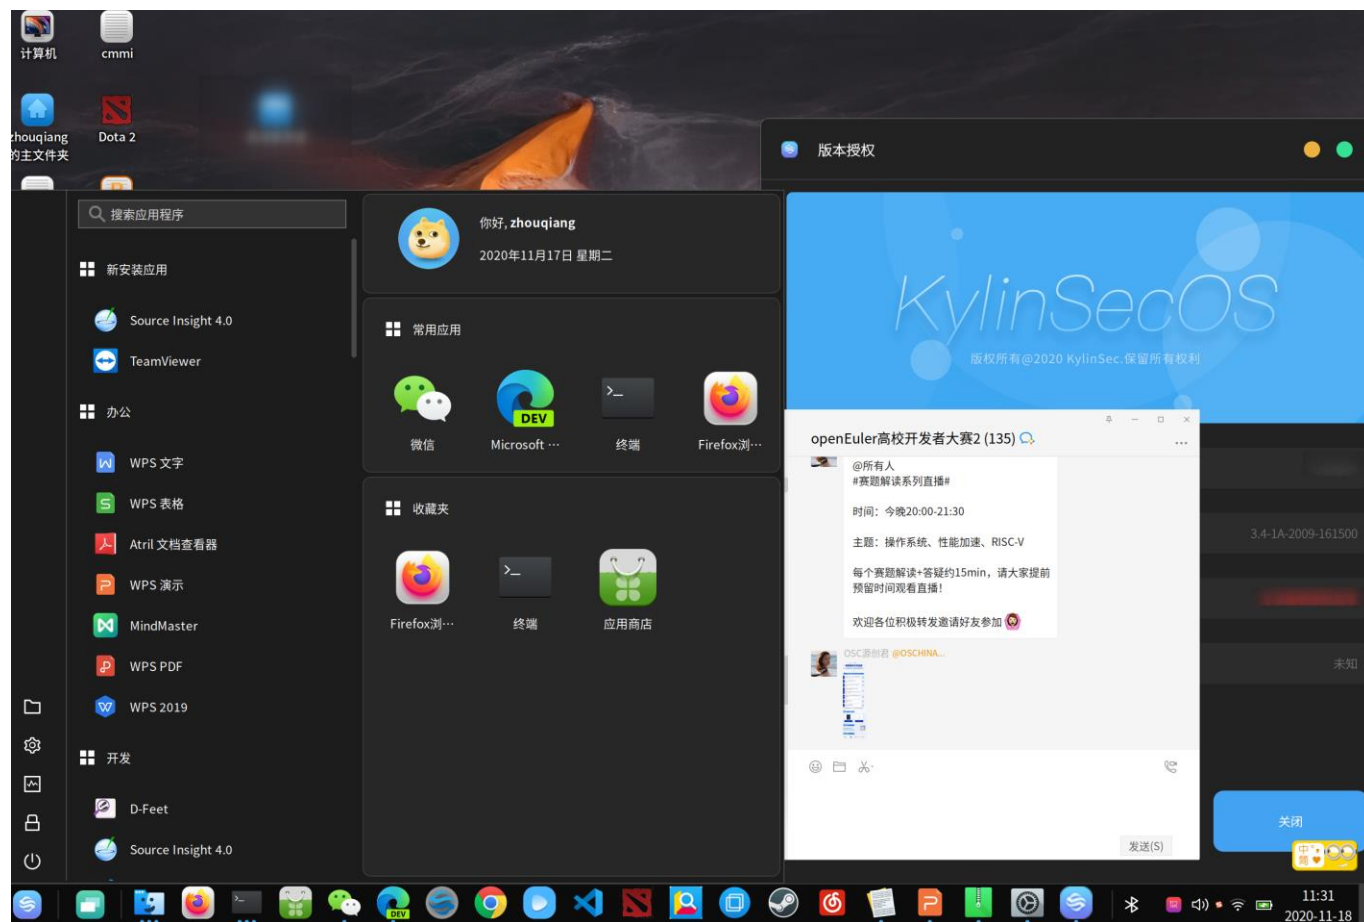 计算机
cmmi
zhouqiang
的主文件夹
Dota 2
版本授权
搜索应用程序
新安装应用
Source Insight 4.0
TeamViewer
办公
WPS 文字
WPS 表格
Atril 文档查看器
WPS 演示
MindMaster
WPS PDF
WPS 2019
开发
D-Feet
Source Insight 4.0
你好, zhouqiang
2020年11月17日 星期二
常用应用
DEV
微信
Microsoft ···
终端
Firefox浏···
收藏夹
Firefox浏···
终端
应用商店
KylinSecOS
版权所有@2020 KylinSec.保留所有权利
openEuler高校开发者大赛2 (135)
@所有人
#赛题解读系列直播#
时间：今晚20:00-21:30
主题：操作系统、性能加速、RISC-V
每个赛题解读+答疑约15min，请大家提前
预留时间观看直播！
欢迎各位积极转发邀请好友参加
OSC源创君 @OSCHINA...
发送(S)
3.4-1A-2009-161500
未知
关闭
中
简
DEV
11:31
2020-11-18